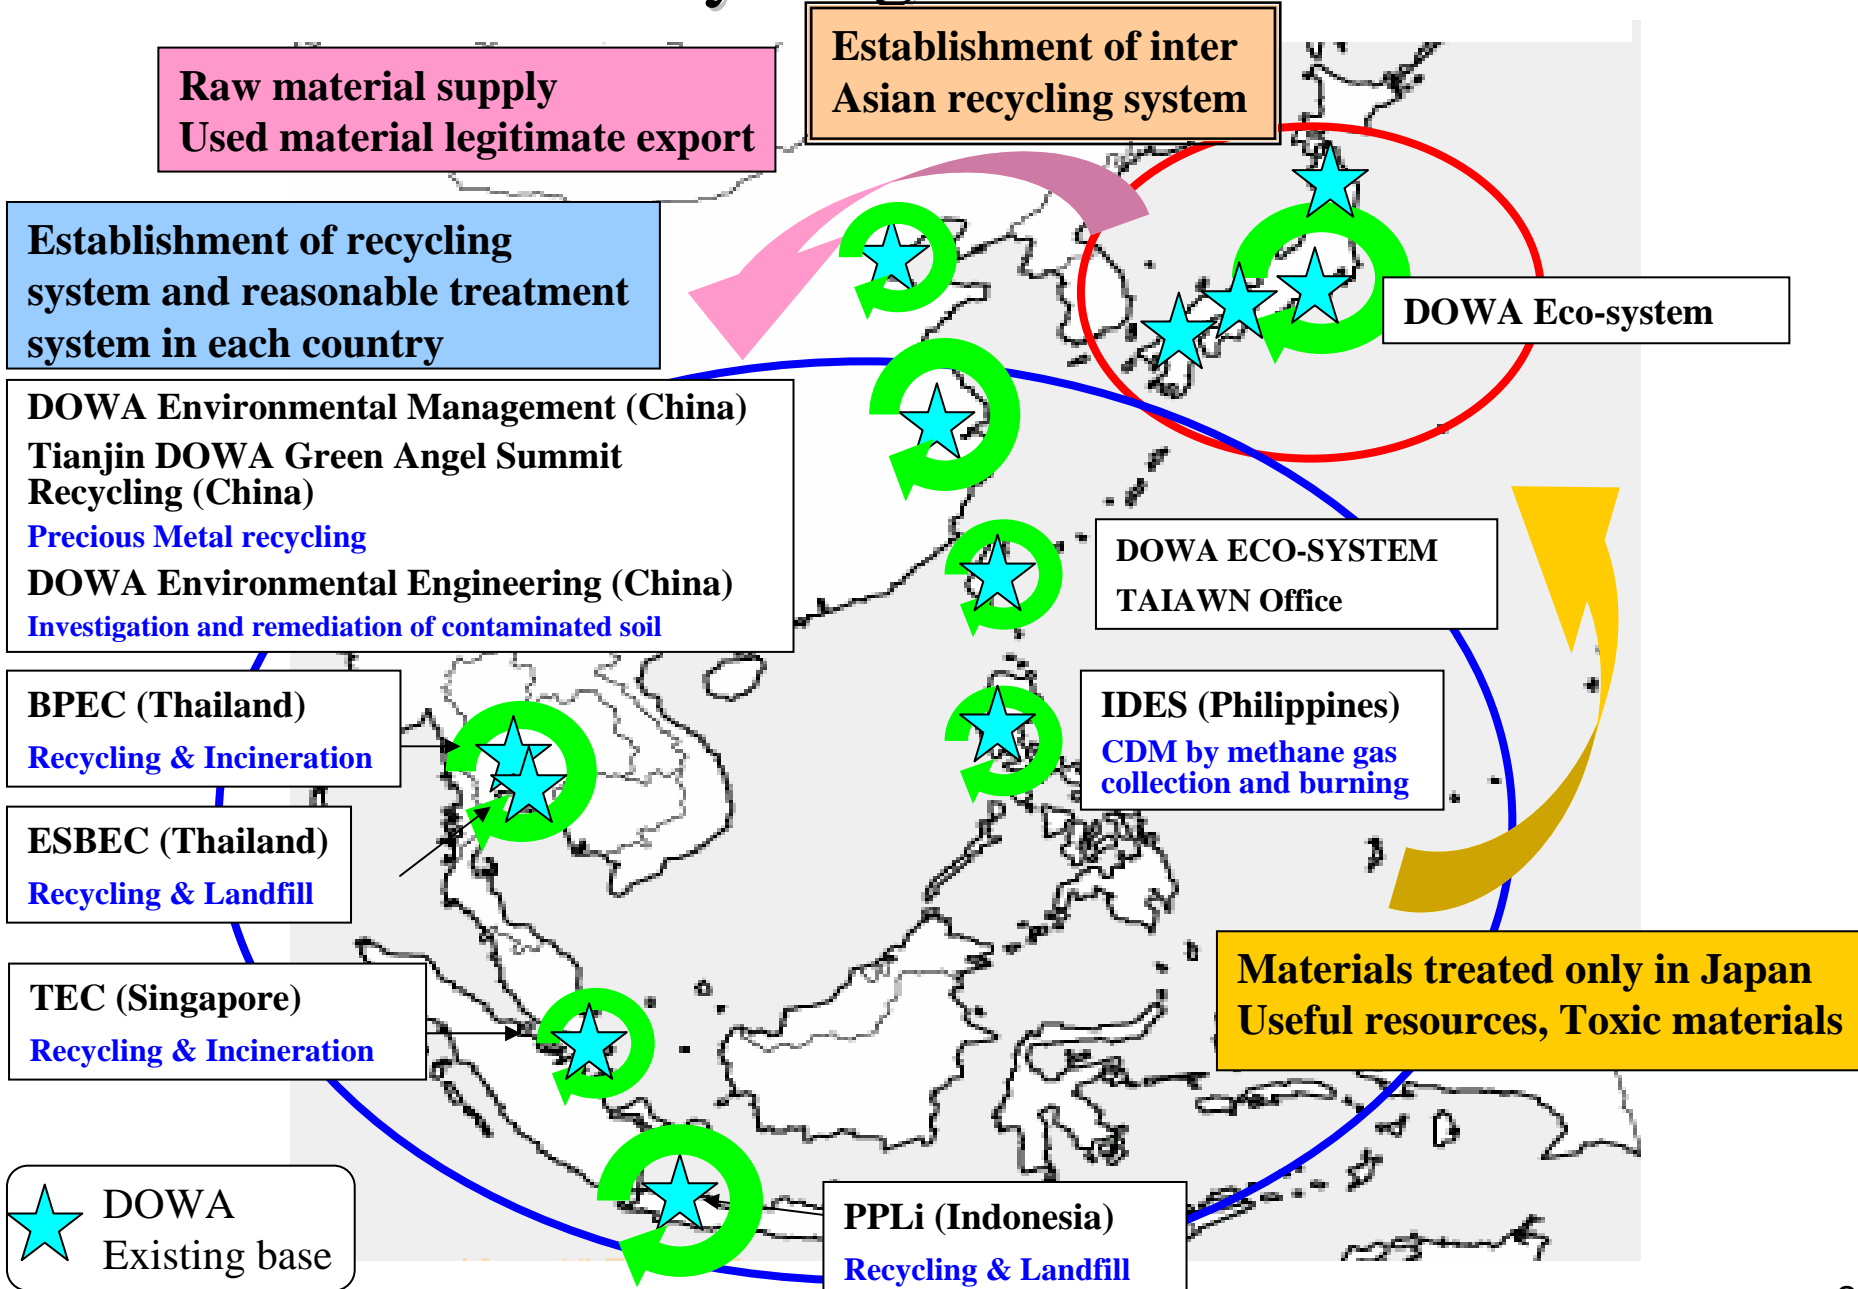 Establishment of inter
Asian recycling system
Raw material supply
Used material legitimate export
Establishment of recycling
system and reasonable treatment
system in each country
DOWA Eco-system
DOWA Environmental Management (China)
Tianjin DOWA Green Angel Summit
Recycling (China)
Precious Metal recycling
DOWA Environmental Engineering (China)
Investigation and remediation of contaminated soil
DOWA ECO-SYSTEM
TAIAWN Office
BPEC (Thailand)
Recycling & Incineration
IDES (Philippines)
CDM by methane gas
collection and burning
ESBEC (Thailand)
Recycling & Landfill
Materials treated only in Japan
Useful resources, Toxic materials
TEC (Singapore)
Recycling & Incineration
PPLi (Indonesia)
Recycling & Landfill
DOWA
Existing base